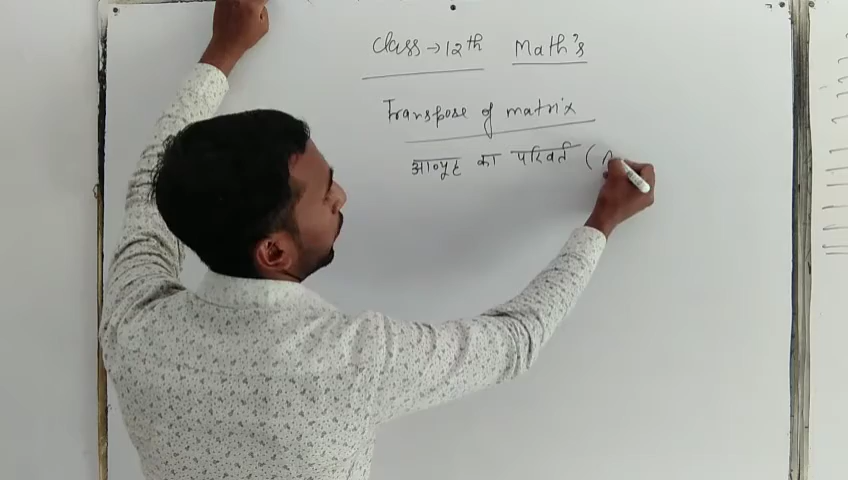 Class → 12th Math's
Transpose of matrix
आव्यूह का परिवर्त (